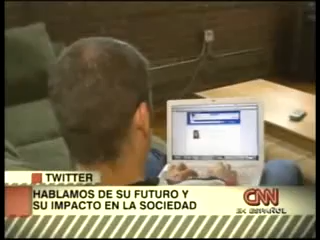 TWITTER
HABLAMOS DE SU FUTURO Y
SU IMPACTO EN LA SOCIEDAD
CNN
EN ESPAÑOL